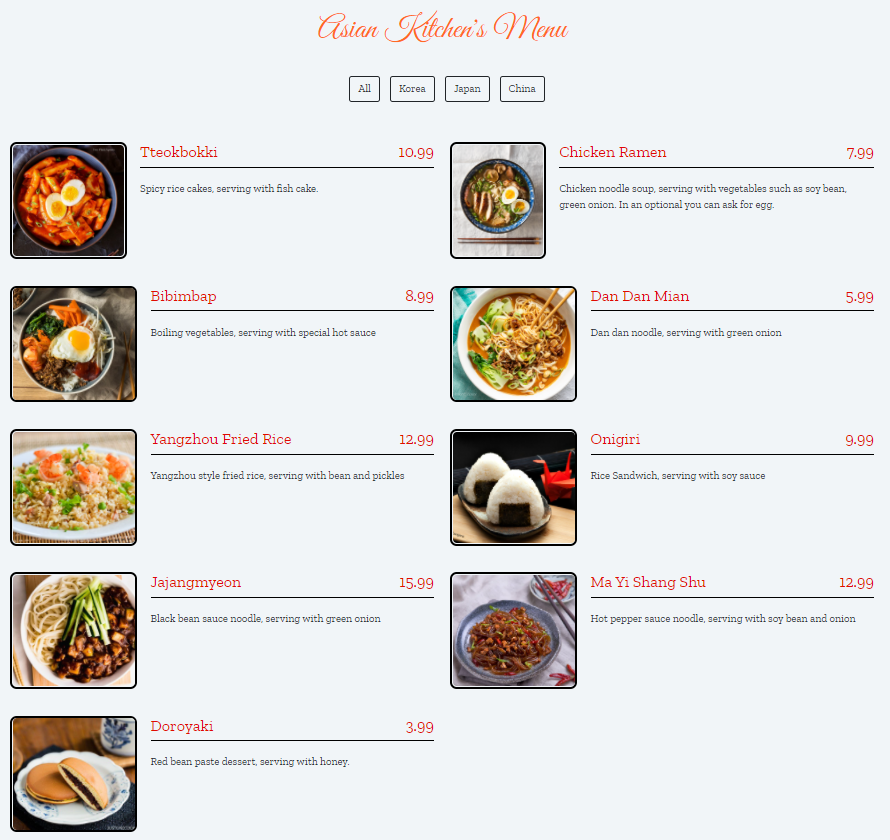 Asian Kitchen's Menu
All Korea Japan China
Tteokbokki 10.99
Spicy rice cakes, serving with fish cake.
Chicken Ramen 7.99
Chicken noodle soup, serving with vegetables such as soy bean,
green onion. In an optional you can ask for egg.
Bibimbap 8.99
Boiling vegetables, serving with special hot sauce
Dan Dan Mian 5.99
Dan dan noodle, serving with green onion
Yangzhou Fried Rice 12.99
Yangzhou style fried rice, serving with bean and pickles
Onigiri 9.99
Rice Sandwich, serving with soy sauce
Jajangmyeon 15.99
Black bean sauce noodle, serving with green onion
Ma Yi Shang Shu 12.99
Hot pepper sauce noodle, serving with soy bean and onion
Doroyaki 3.99
Red bean paste dessert, serving with honey.